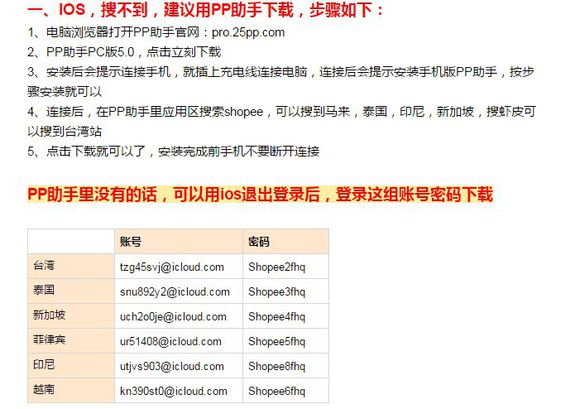 一、IOS，搜不到，建议用PP助手下载，步骤如下：
1、电脑浏览器打开PP助手官网：pro.25pp.com
2、PP助手PC版5.0，点击立刻下载
3、安装后会提示连接手机，就插上充电线连接电脑，连接后会提示安装手机版PP助手，按步
骤安装就可以
4、连接后，在PP助手里应用区搜索shopee，可以搜到马来，泰国，印尼，新加坡，搜虾皮可
以搜到台湾站
5、点击下载就可以了，安装完成前手机不要断开连接
PP助手里没有的话，可以用ios退出登录后，登录这组账号密码下载
账号 密码
台湾 tzg45svj@icloud.com Shopee2fhq
泰国 snu892y2@icloud.com Shopee3fhq
新加坡 uch2o0je@icloud.com Shopee4fhq
菲律宾 ur51408@icloud.com Shopee5fhq
印尼 utjvs903@icloud.com Shopee8fhq
越南 kn390st0@icloud.com Shopee6fhq